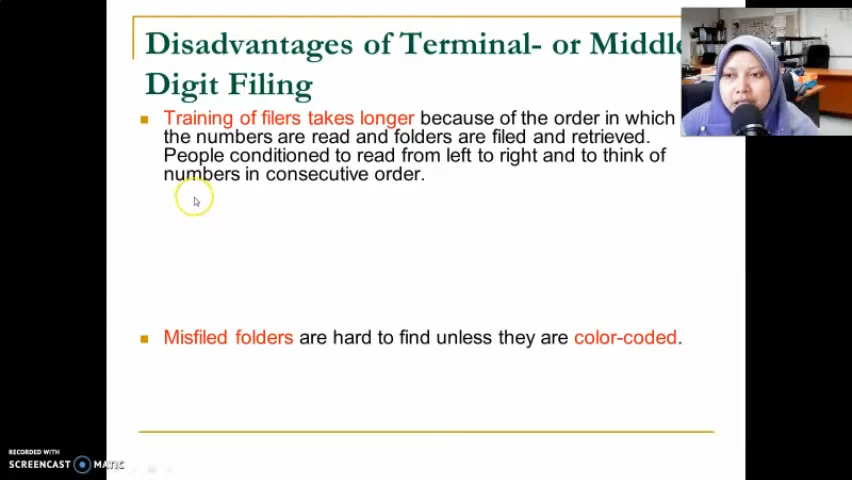 Disadvantages of Terminal- or Middle
Digit Filing
Training of filers takes longer because of the order in which
the numbers are read and folders are filed and retrieved.
People conditioned to read from left to right and to think of
numbers in consecutive order.
Misfiled folders are hard to find unless they are color-coded.
RECORDED WITH
SCREENCAST MATIC